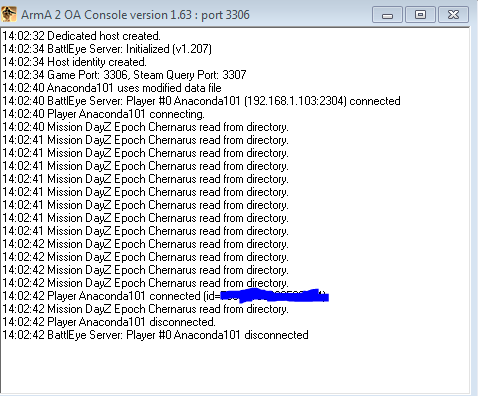 ArmA 2 OA Console version 1.63 : port 3306
14:02:32 Dedicated host created.
14:02:34 BattlEye Server: Initialized (v1.207)
14:02:34 Host identity created.
14:02:34 Game Port: 3306, Steam Query Port: 3307
14:02:40 Anaconda101 uses modified data file
14:02:40 BattlEye Server: Player #0 Anaconda101 (192.168.1.103:2304) connected
14:02:40 Player Anaconda101 connecting.
14:02:40 Mission DayZ Epoch Chernarus read from directory.
14:02:40 Mission DayZ Epoch Chernarus read from directory.
14:02:41 Mission DayZ Epoch Chernarus read from directory.
14:02:41 Mission DayZ Epoch Chernarus read from directory.
14:02:41 Mission DayZ Epoch Chernarus read from directory.
14:02:41 Mission DayZ Epoch Chernarus read from directory.
14:02:41 Mission DayZ Epoch Chernarus read from directory.
14:02:41 Mission DayZ Epoch Chernarus read from directory.
14:02:41 Mission DayZ Epoch Chernarus read from directory.
14:02:42 Mission DayZ Epoch Chernarus read from directory.
14:02:42 Mission DayZ Epoch Chernarus read from directory.
14:02:42 Mission DayZ Epoch Chernarus read from directory.
14:02:42 Mission DayZ Epoch Chernarus read from directory.
14:02:42 Player Anaconda101 connected (id=
14:02:42 Mission DayZ Epoch Chernarus read from directory.
14:02:42 Player Anaconda101 disconnected.
14:02:42 BattlEye Server: Player #0 Anaconda101 disconnected